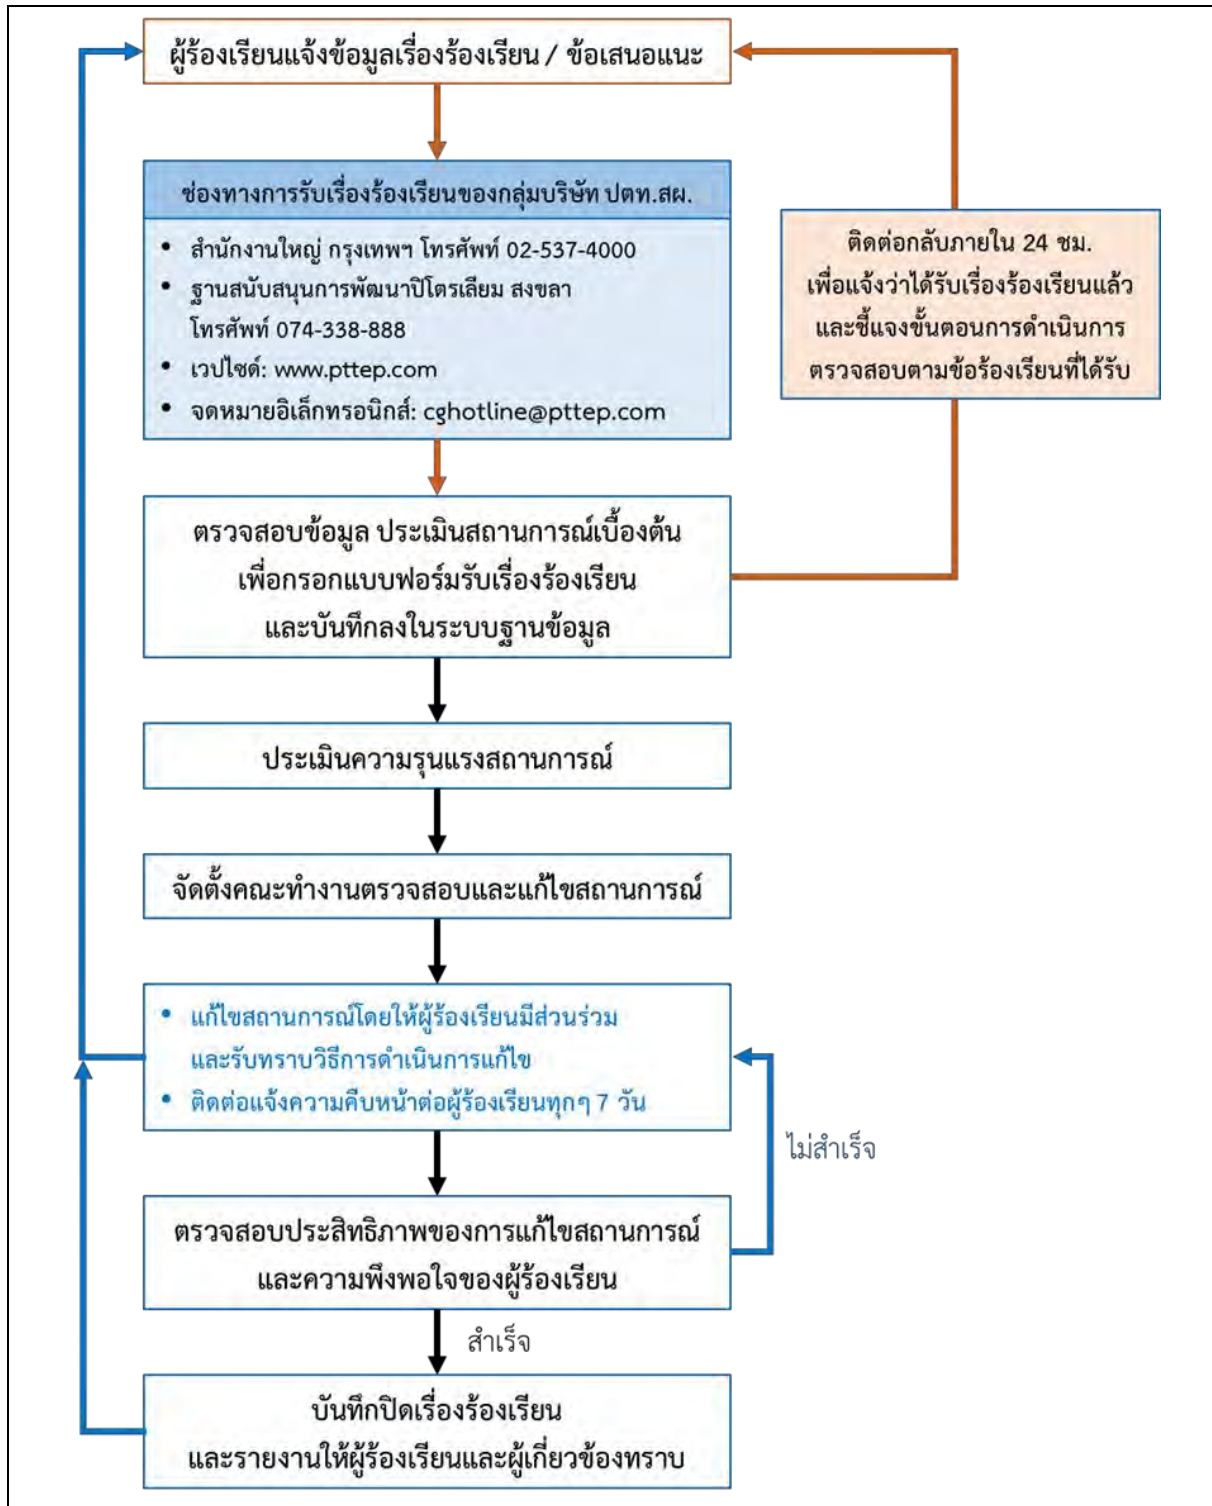 ผู้ร้องเรียนแจ้งข้อมูลเรื่องร้องเรียน / ข้อเสนอแนะ
ช่องทางการรับเรื่องร้องเรียนของกลุ่มบริษัท ปตท.สผ.
• สำนักงานใหญ่ กรุงเทพฯ โทรศัพท์ 02-537-4000
• ฐานสนับสนุนการพัฒนาปิโตรเลียม สงขลา
โทรศัพท์ 074-338-888
• เวปไซต์: www.pttep.com
• จดหมายอิเล็กทรอนิกส์: cghotline@pttep.com
ติดต่อกลับภายใน 24 ชม.
เพื่อแจ้งว่าได้รับเรื่องร้องเรียนแล้ว
และชี้แจงขั้นตอนการดำเนินการ
ตรวจสอบตามข้อร้องเรียนที่ได้รับ
ตรวจสอบข้อมูล ประเมินสถานการณ์เบื้องต้น
เพื่อกรอกแบบฟอร์มรับเรื่องร้องเรียน
และบันทึกลงในระบบฐานข้อมูล
ประเมินความรุนแรงสถานการณ์
จัดตั้งคณะทำงานตรวจสอบและแก้ไขสถานการณ์
• แก้ไขสถานการณ์โดยให้ผู้ร้องเรียนมีส่วนร่วม
และรับทราบวิธีการดำเนินการแก้ไข
• ติดต่อแจ้งความคืบหน้าต่อผู้ร้องเรียนทุกๆ 7 วัน
ไม่สำเร็จ
ตรวจสอบประสิทธิภาพของการแก้ไขสถานการณ์
และความพึงพอใจของผู้ร้องเรียน
สำเร็จ
บันทึกปิดเรื่องร้องเรียน
และรายงานให้ผู้ร้องเรียนและผู้เกี่ยวข้องทราบ